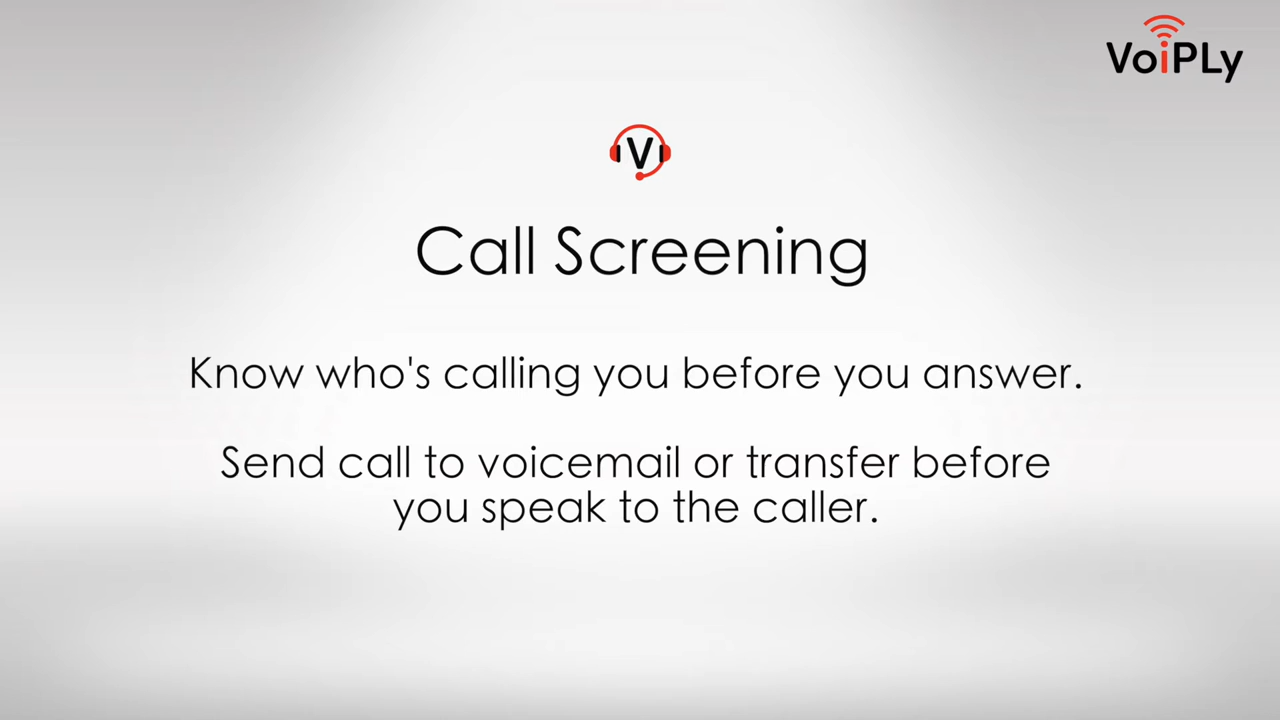 VoiPLy
V
Call Screening
Know who's calling you before you answer.
Send call to voicemail or transfer before
you speak to the caller.